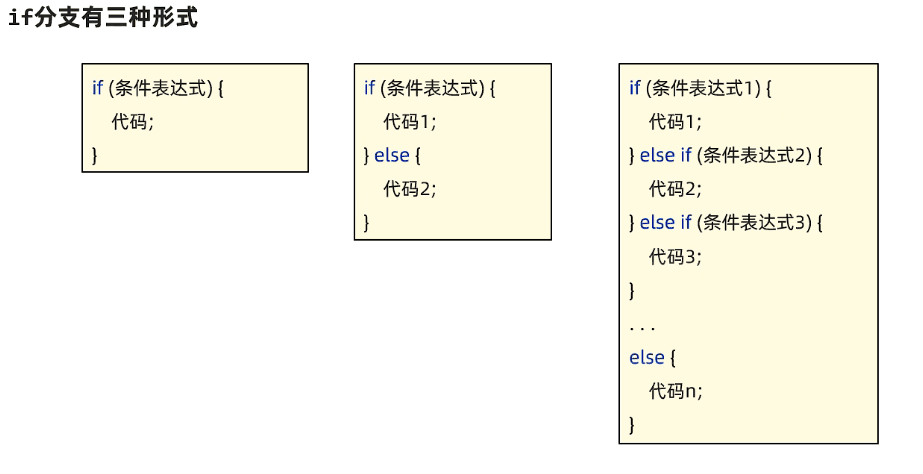 if分支有三种形式
if (条件表达式) {
代码;
}
if (条件表达式) {
代码1;
} else {
代码2;
}
if (条件表达式1) {
代码1;
} else if (条件表达式2) {
代码2;
} else if (条件表达式3) {
代码3;
}
. . .
else {
代码n;
}